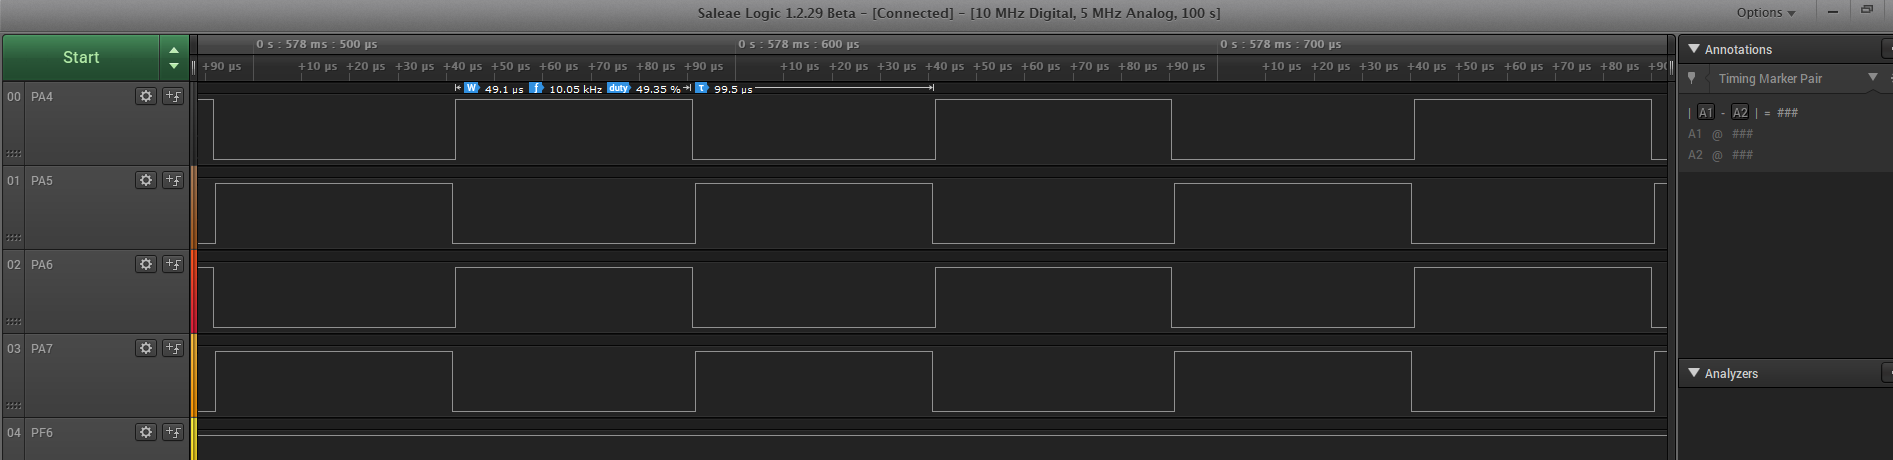 Saleae Logic 1.2.29 Beta - [Connected] - [10 MHz Digital, 5 MHz Analog, 100 s]
Options
Start
0 s : 578 ms : 500 µs
0 s : 578 ms : 600 µs
0 s : 578 ms : 700 µs
+90 µs +10 µs +20 µs +30 µs +40 µs +50 µs +60 µs +70 µs +80 µs +90 µs +10 µs +20 µs +30 µs +40 µs +50 µs +60 µs +70 µs +80 µs +90 µs +10 µs +20 µs +30 µs +40 µs +50 µs +60 µs +70 µs +80 µs +90
W 49.1 µs f 10.05 kHz duty 49.35 % T 99.5 µs
00 PA4
01 PA5
02 PA6
03 PA7
04 PF6
Annotations
Timing Marker Pair
| A1 - A2 | = ###
A1 @ ###
A2 @ ###
Analyzers